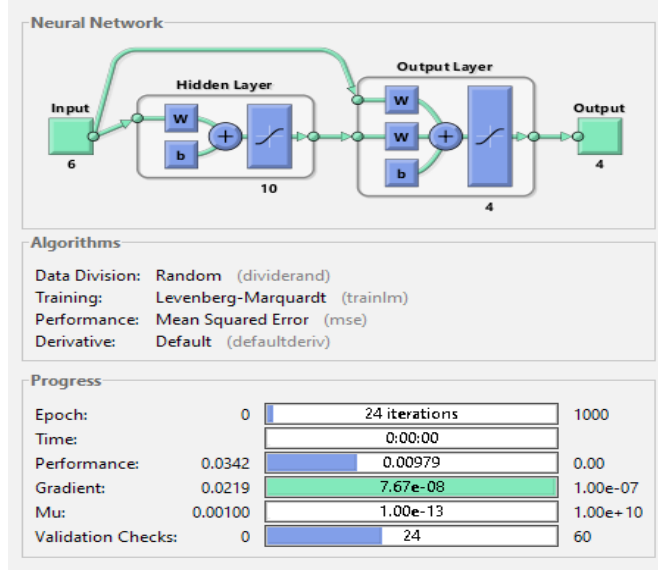 Neural Network
Hidden Layer
Output Layer
Input
Output
W
W
W
b
b
+
+
6
10
4
4
Algorithms
Data Division: Random (dividerand)
Training: Levenberg-Marquardt (trainlm)
Performance: Mean Squared Error (mse)
Derivative: Default (defaultderiv)
Progress
Epoch: 0 24 iterations 1000
Time: 0:00:00
Performance: 0.0342 0.00979 0.00
Gradient: 0.0219 7.67e-08 1.00e-07
Mu: 0.00100 1.00e-13 1.00e+10
Validation Checks: 0 24 60